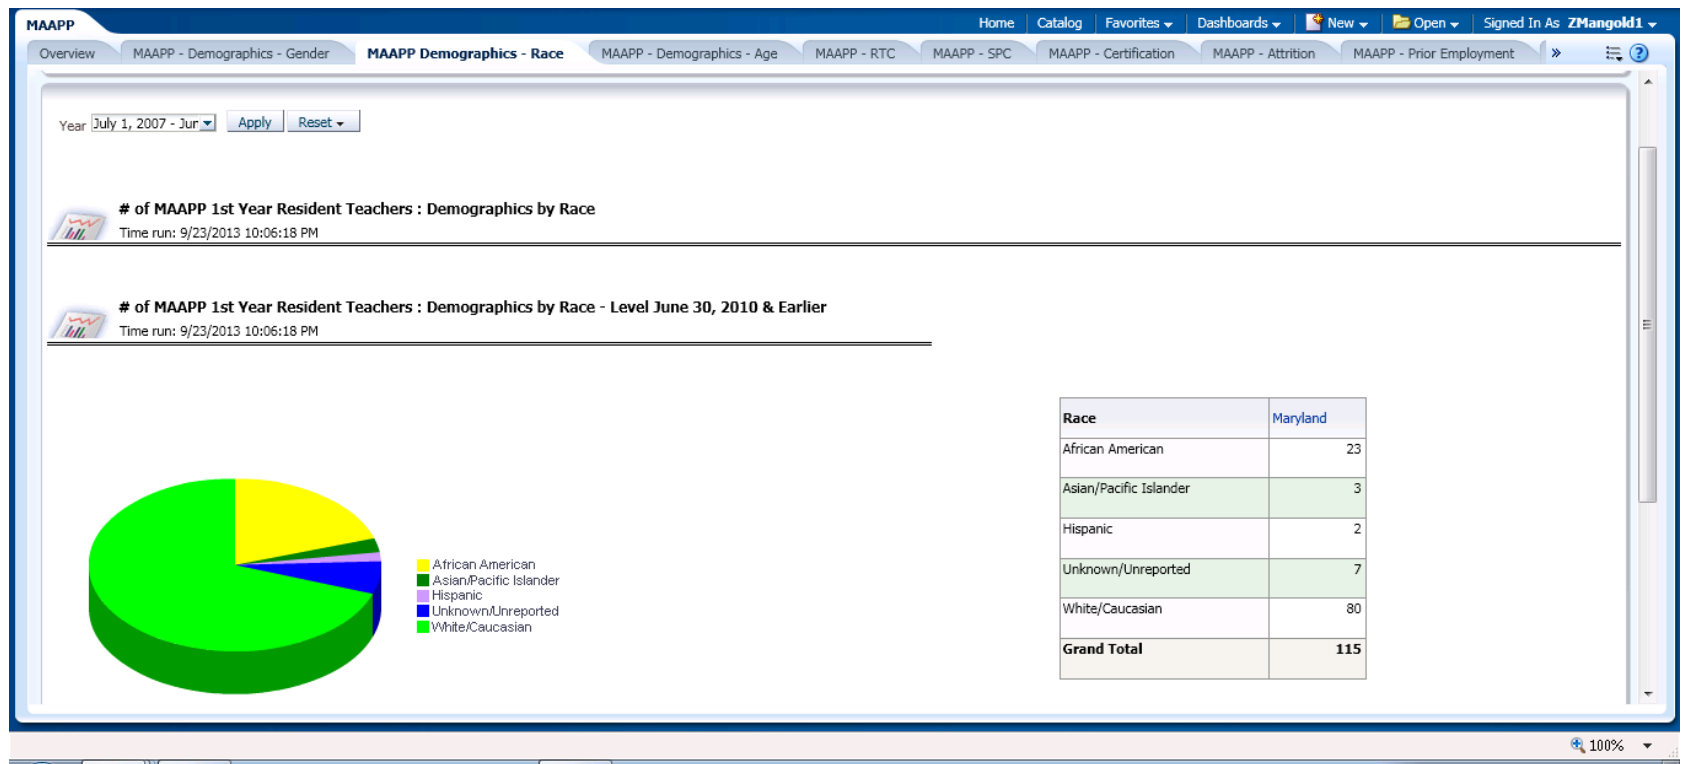 MAAPP
Home Catalog Favorites Dashboards New Open Signed In As ZMangold1
Overview MAAPP - Demographics - Gender MAAPP Demographics - Race MAAPP - Demographics - Age MAAPP - RTC MAAPP - SPC MAAPP - Certification MAAPP - Attrition MAAPP - Prior Employment »
Year July 1, 2007 - Jur Apply Reset
# of MAAPP 1st Year Resident Teachers : Demographics by Race
Time run: 9/23/2013 10:06:18 PM
# of MAAPP 1st Year Resident Teachers : Demographics by Race - Level June 30, 2010 & Earlier
Time run: 9/23/2013 10:06:18 PM
African American
Asian/Pacific Islander
Hispanic
Unknown/Unreported
White/Caucasian
Race Maryland
African American 23
Asian/Pacific Islander 3
Hispanic 2
Unknown/Unreported 7
White/Caucasian 80
Grand Total 115
100%